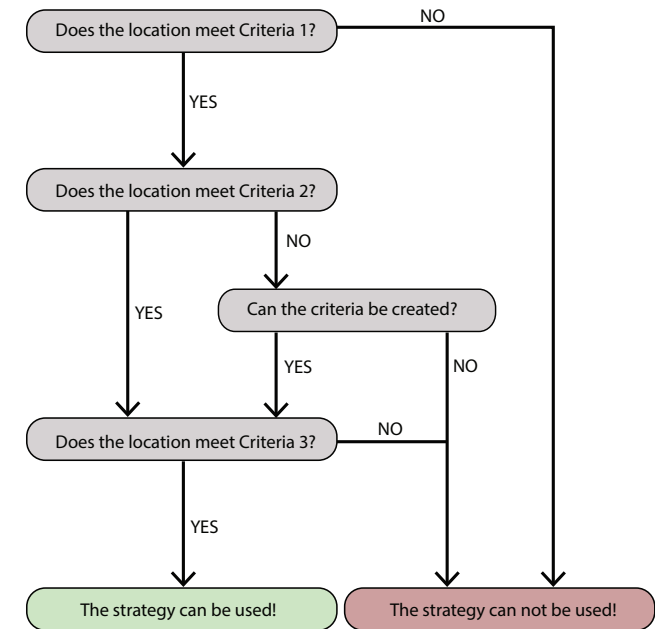 Does the location meet Criteria 1?
NO
YES
Does the location meet Criteria 2?
NO
YES
Can the criteria be created?
YES
NO
Does the location meet Criteria 3?
NO
YES
The strategy can be used!
The strategy can not be used!